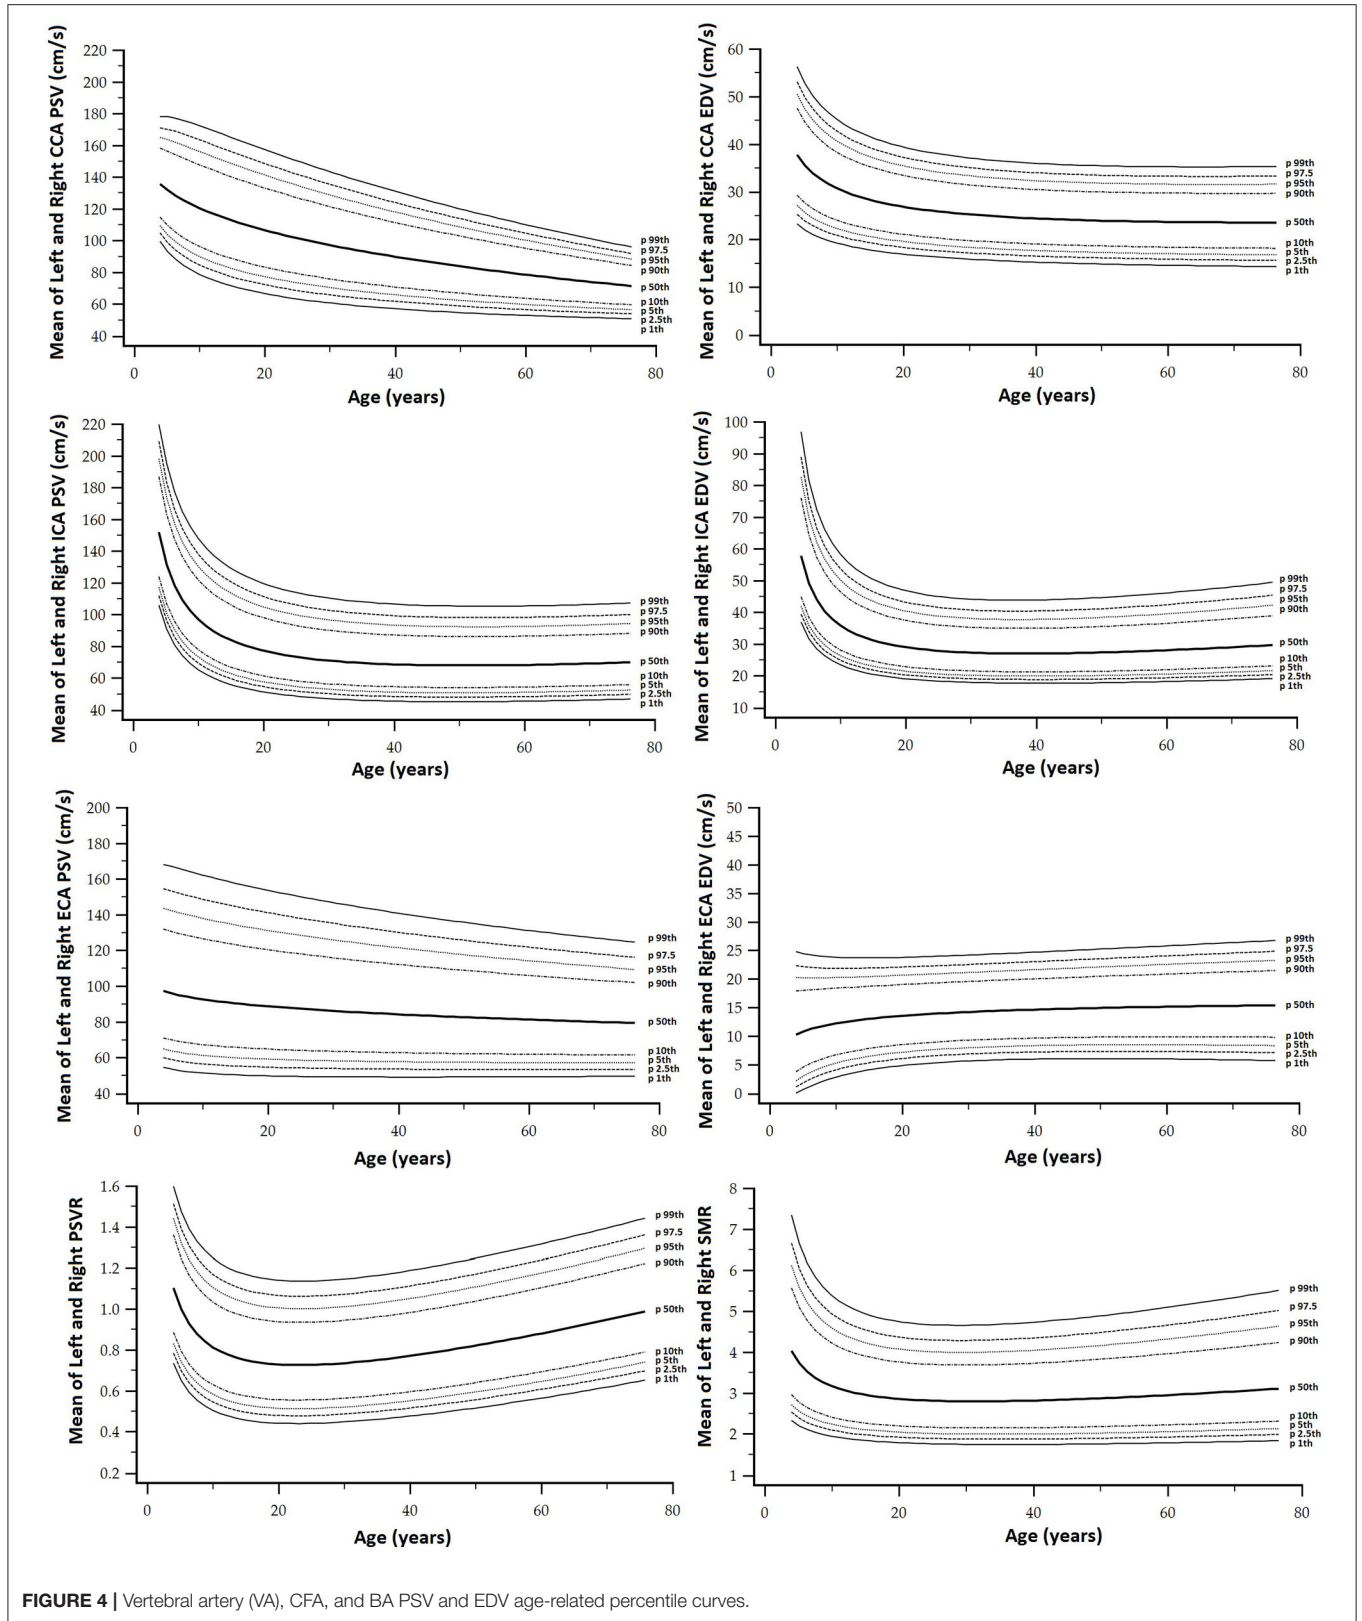 Mean of Left and Right CCA PSV (cm/s)
220
200
180
160
140
120
100
80
60
40
p 99th
p 97.5
p 95th
p 90th
p 50th
p 10th
p 5th
p 2.5th
p 1th
0 20 40 60 80
Age (years)
Mean of Left and Right CCA EDV (cm/s)
60
50
40
30
20
10
0
p 99th
p 97.5
p 95th
p 90th
p 50th
p 10th
p 5th
p 2.5th
p 1th
0 20 40 60 80
Age (years)
Mean of Left and Right ICA PSV (cm/s)
220
200
180
160
140
120
100
80
60
40
p 99th
p 97.5
p 95th
p 90th
p 50th
p 10th
p 5th
p 2.5th
p 1th
0 20 40 60 80
Age (years)
Mean of Left and Right ICA EDV (cm/s)
100
90
80
70
60
50
40
30
20
10
p 99th
p 97.5
p 95th
p 90th
p 50th
p 10th
p 5th
p 2.5th
p 1th
0 20 40 60 80
Age (years)
Mean of Left and Right ECA PSV (cm/s)
200
180
160
140
120
100
80
60
40
p 99th
p 97.5
p 95th
p 90th
p 50th
p 10th
p 5th
p 2.5th
p 1th
0 20 40 60 80
Age (years)
Mean of Left and Right ECA EDV (cm/s)
50
45
40
35
30
25
20
15
10
5
0
p 99th
p 97.5
p 95th
p 90th
p 50th
p 10th
p 5th
p 2.5th
p 1th
0 20 40 60 80
Age (years)
Mean of Left and Right PSVR
1.6
1.4
1.2
1.0
0.8
0.6
0.4
0.2
p 99th
p 97.5
p 95th
p 90th
p 50th
p 10th
p 5th
p 2.5th
p 1th
0 20 40 60 80
Age (years)
Mean of Left and Right SMR
8
7
6
5
4
3
2
1
p 99th
p 97.5
p 95th
p 90th
p 50th
p 10th
p 5th
p 2.5th
p 1th
0 20 40 60 80
Age (years)
FIGURE 4 | Vertebral artery (VA), CFA, and BA PSV and EDV age-related percentile curves.